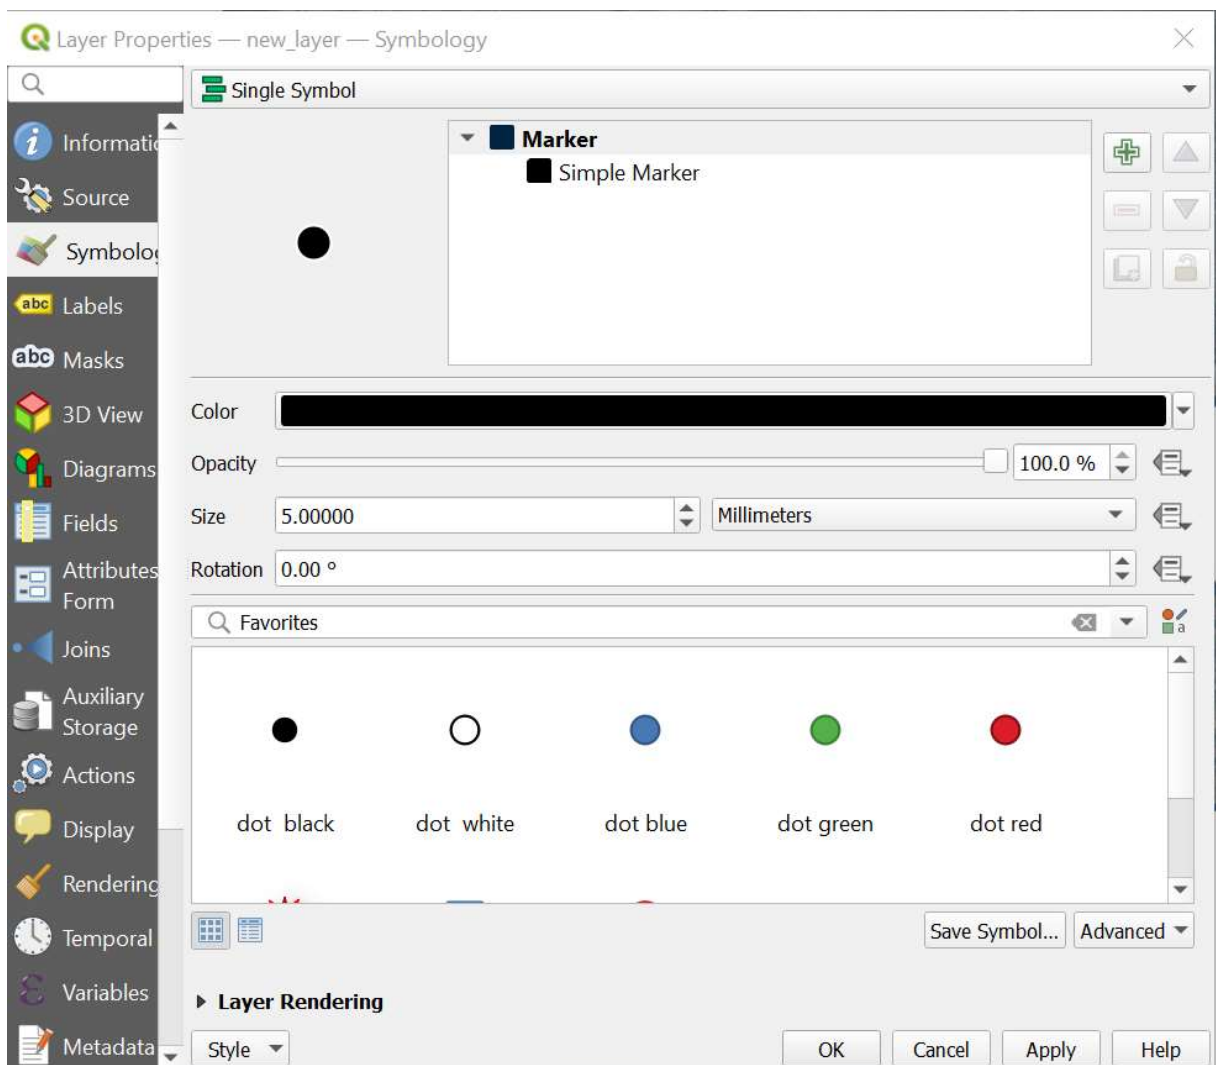 Layer Properties — new_layer — Symbology
Single Symbol
Informatic
Source
Symbolo
Labels
Masks
3D View
Diagrams
Fields
Attributes
Form
Joins
Auxiliary
Storage
Actions
Display
Rendering
Temporal
Variables
Metadata
abc
abc
Marker
Simple Marker
Color
Opacity
100.0 %
Size
5.00000
Millimeters
Rotation
0.00 °
Favorites
a
dot black
dot white
dot blue
dot green
dot red
Save Symbol...
Advanced
Layer Rendering
Style
OK
Cancel
Apply
Help